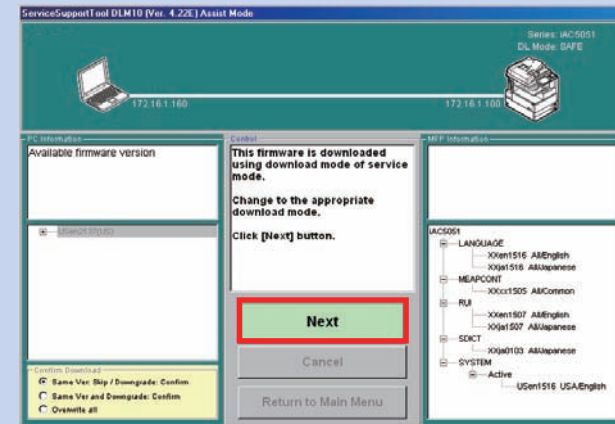 ServiceSupportTool DLM10 (Ver. 4.22E) Assist Mode
Series: iAC5051
DL Mode: SAFE
172.16.1.160
172.16.1.100
PC Information
Available firmware version
USen2137(US)
Confirm Download
Same Ver: Skip / Downgrade: Confirm
Same Ver and Downgrade: Confirm
Overwrite all
Control
This firmware is downloaded
using download mode of service
mode.
Change to the appropriate
download mode.
Click [Next] button.
Next
Cancel
Return to Main Menu
MFP Information
iAC5051
LANGUAGE
XXen1516 All/English
XXja1516 All/Japanese
MEAPCONT
XXxx1505 All/Common
RUI
XXen1507 All/English
XXja1507 All/Japanese
SDICT
XXja0103 All/Japanese
SYSTEM
Active
USen1516 USA/English